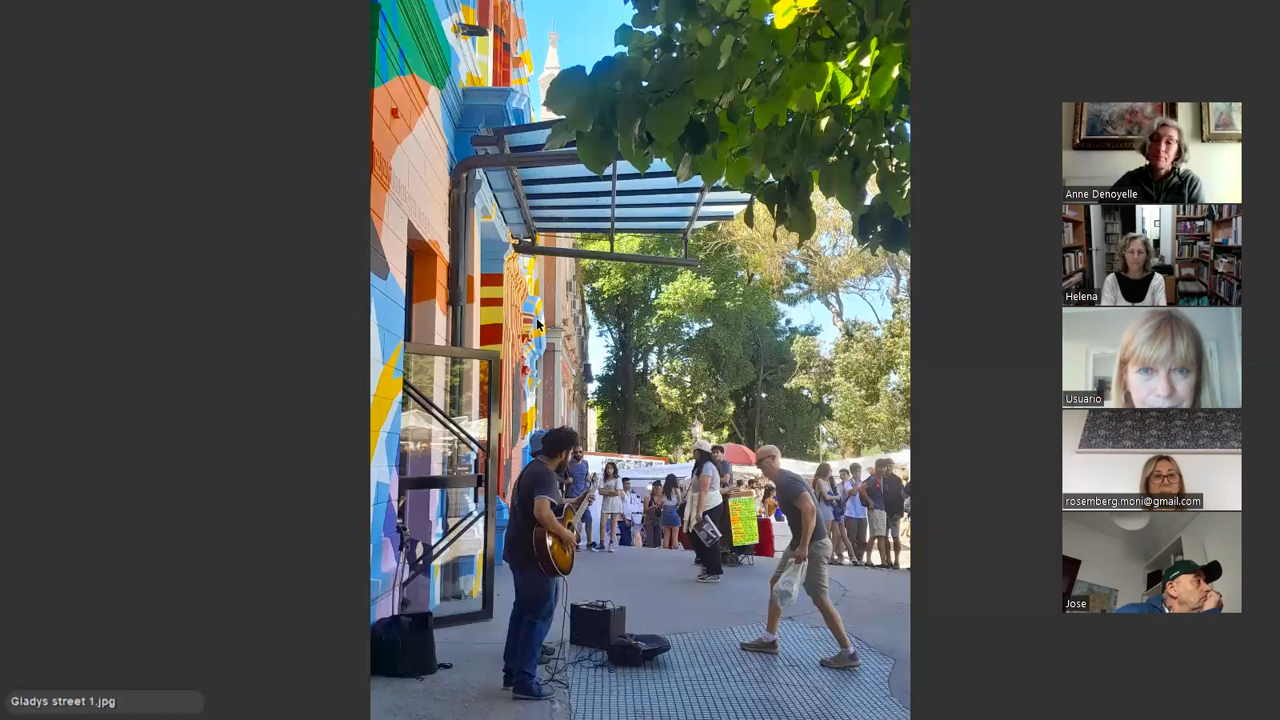 Anne Denoyelle
Helena
Usuario
rosemberg.moni@gmail.com
Jose
Gladys street 1.jpg